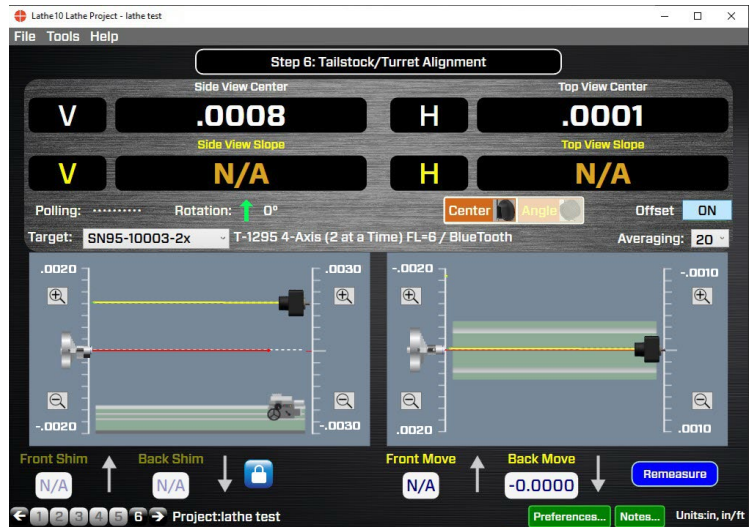 Lathe10 Lathe Project - lathe test
File Tools Help
Step 6: Tailstock/Turret Alignment
Side View Center Top View Center
V .0008 H .0001
Side View Slope Top View Slope
V N/A H N/A
Polling: .......... Rotation: 0° Center Angle Offset ON
Target: SN95-10003-2x T-1295 4-Axis (2 at a Time) FL=6 / BlueTooth Averaging: 20
.0020 .0030 -.0020 -.0010
-.0020 -.0030 .0020 .0010
Front Shim Back Shim Front Move Back Move
N/A N/A N/A -0.0000 Remeasure
1 2 3 4 5 6 Project:lathe test Preferences... Notes... Units:in, in/ft